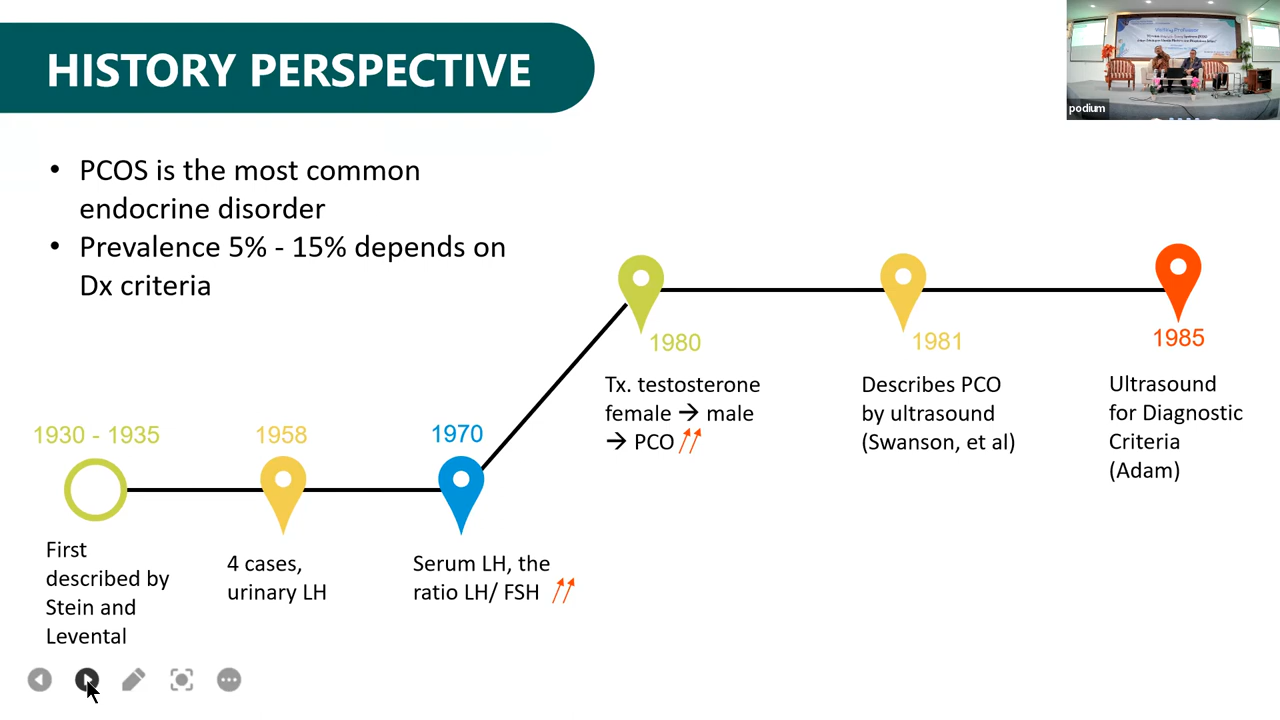 HISTORY PERSPECTIVE
podium
• PCOS is the most common
endocrine disorder
• Prevalence 5% - 15% depends on
Dx criteria
1930 - 1935
First
described by
Stein and
Levental
1958
4 cases,
urinary LH
1970
Serum LH, the
ratio LH/ FSH
1980
Tx. testosterone
female → male
→ PCO
1981
Describes PCO
by ultrasound
(Swanson, et al)
1985
Ultrasound
for Diagnostic
Criteria
(Adam)